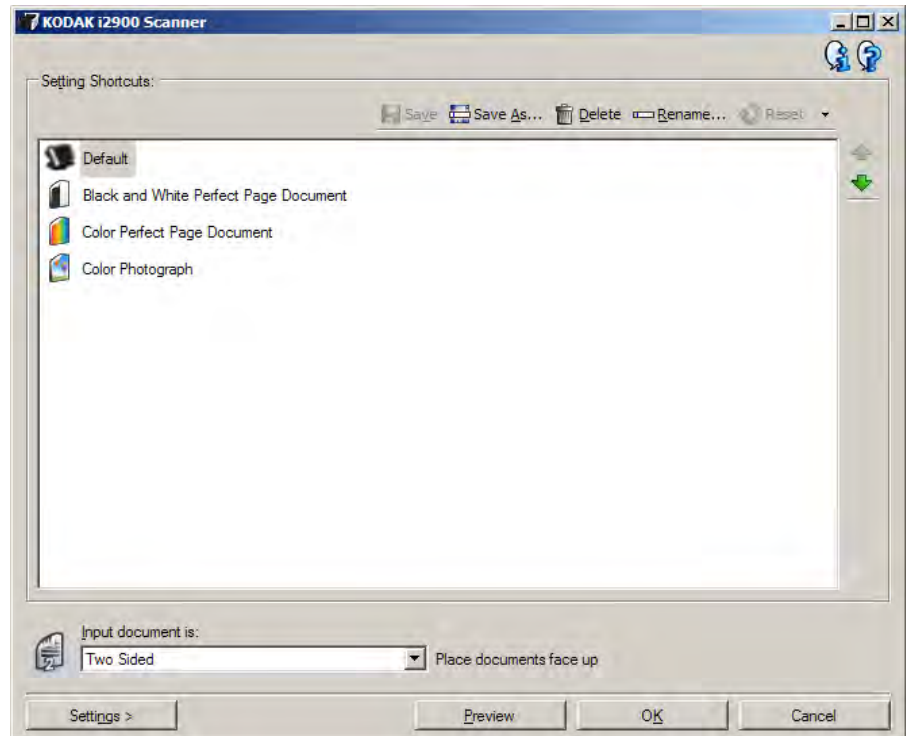 KODAK i2900 Scanner
Setting Shortcuts:
Save Save As... Delete Rename... Reset
Default
Black and White Perfect Page Document
Color Perfect Page Document
Color Photograph
Input document is:
Two Sided Place documents face up
Settings > Preview OK Cancel